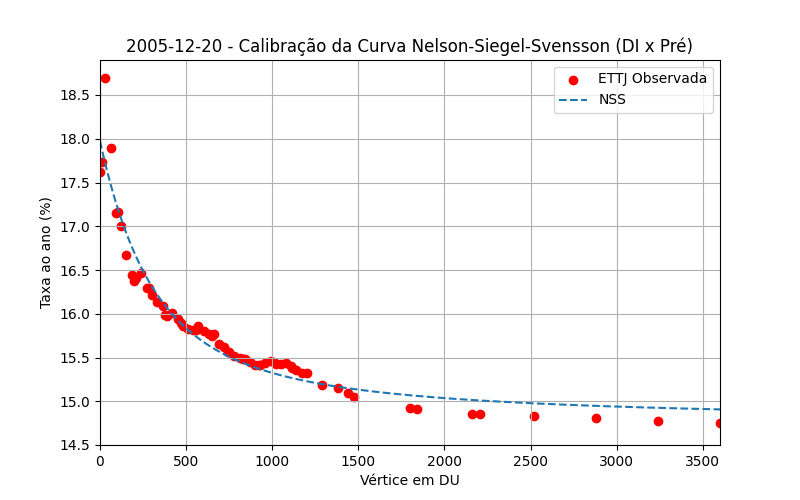 2005-12-20 - Calibração da Curva Nelson-Siegel-Svensson (DI x Pré)
ETTJ Observada
NSS
Taxa ao ano (%)
18.5
18.0
17.5
17.0
16.5
16.0
15.5
15.0
14.5
0 500 1000 1500 2000 2500 3000 3500
Vértice em DU